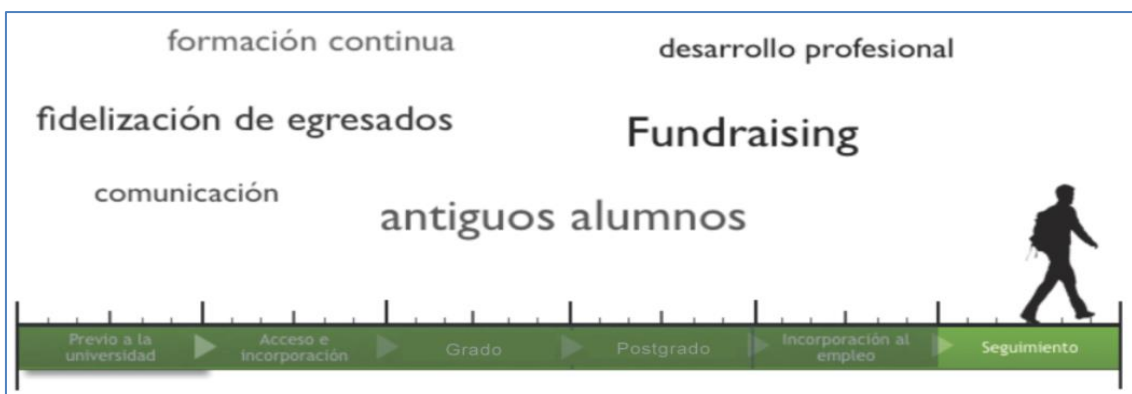 formación continua
desarrollo profesional
fidelización de egresados
Fundraising
comunicación
antiguos alumnos
Previo a la
universidad
Acceso e
incorporación
Grado
Postgrado
Incorporación al
empleo
Seguimiento